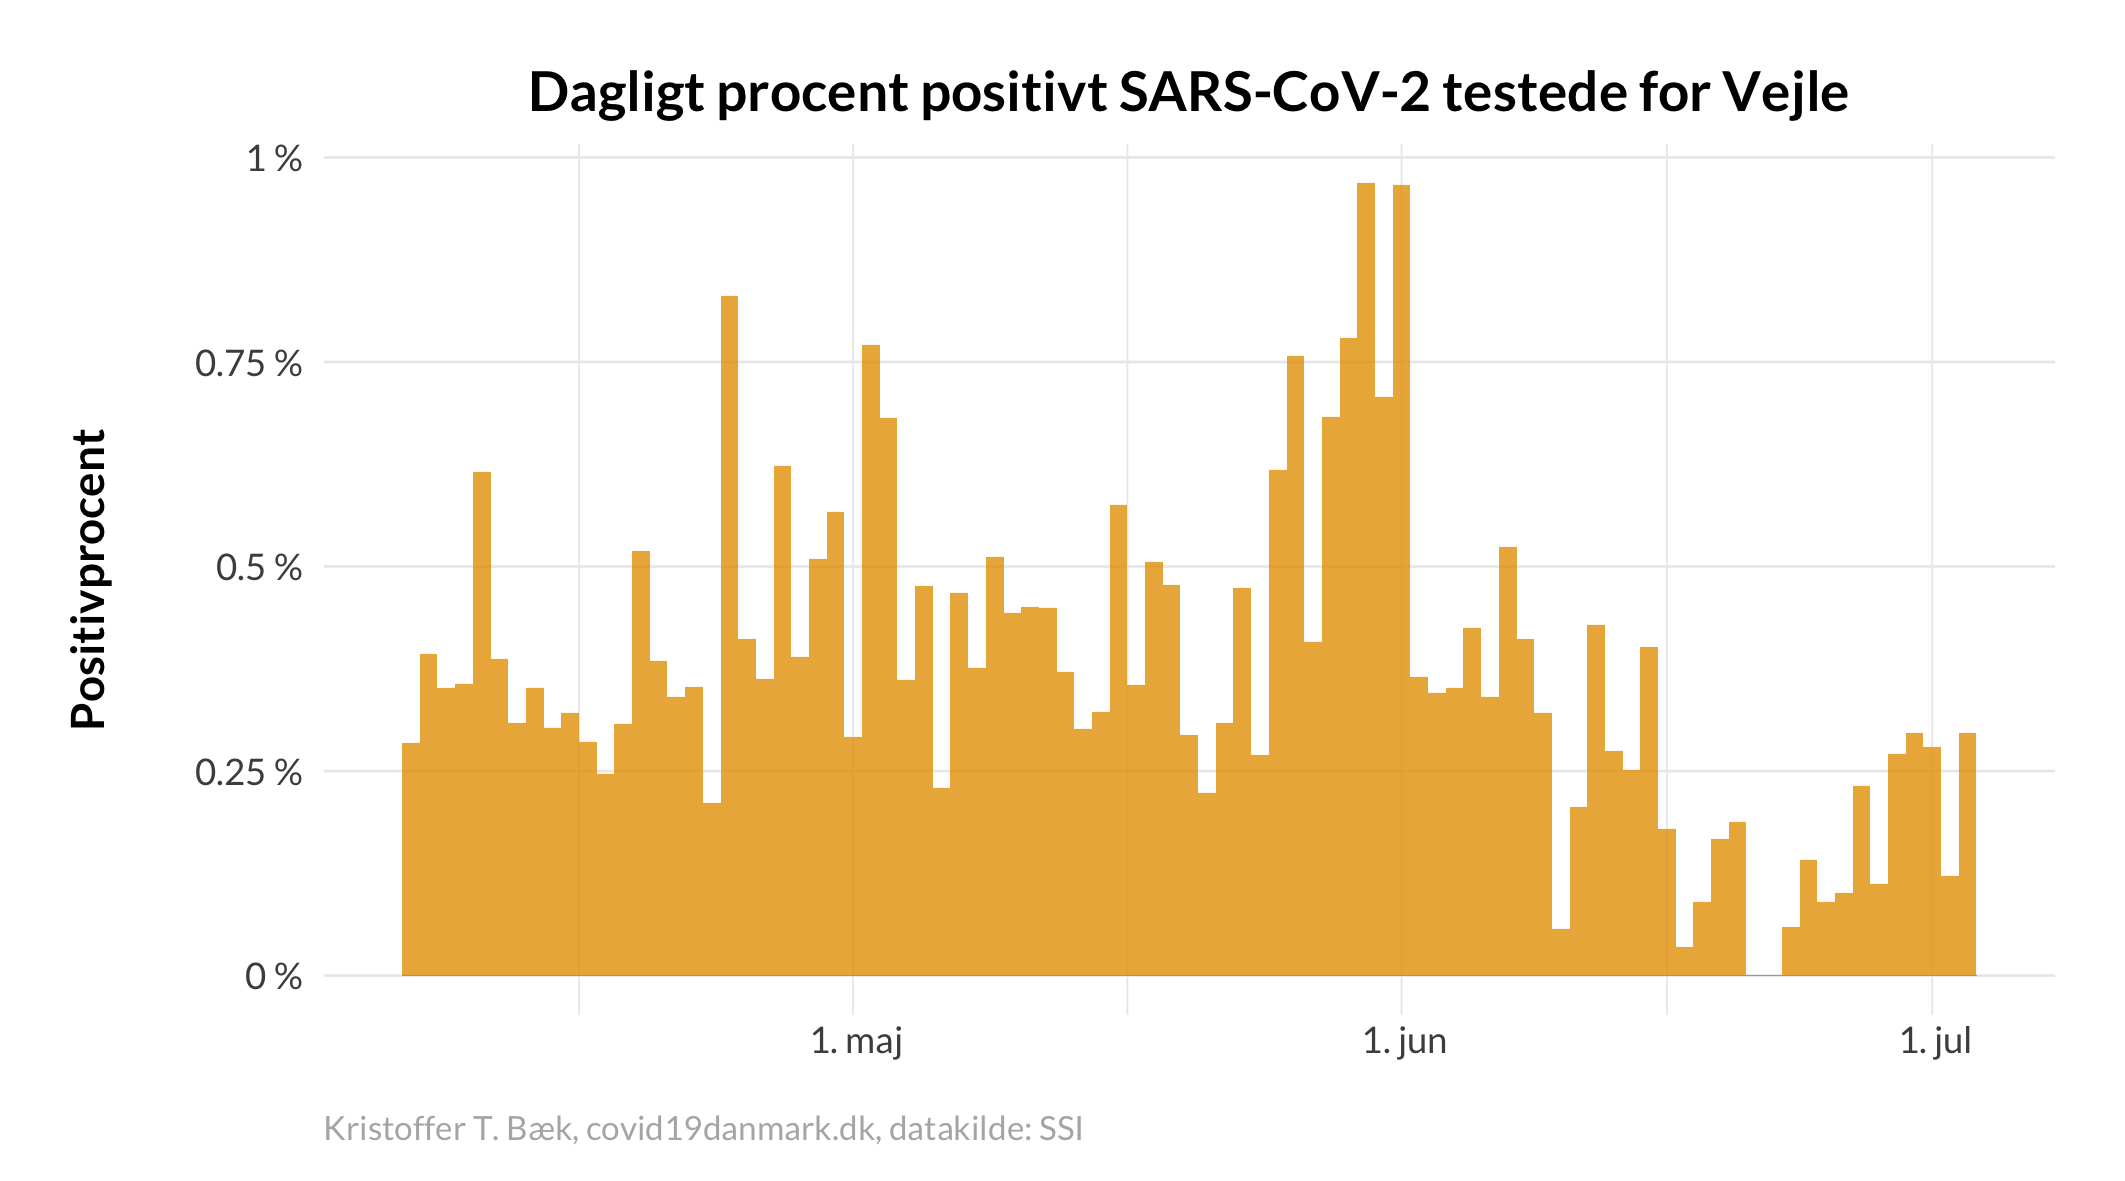 Dagligt procent positivt SARS-CoV-2 testede for Vejle
Positivprocent
1 %
0.75 %
0.5 %
0.25 %
0 %
1. maj
1. jun
1. jul
Kristoffer T. Bæk, covid19danmark.dk, datakilde: SSI